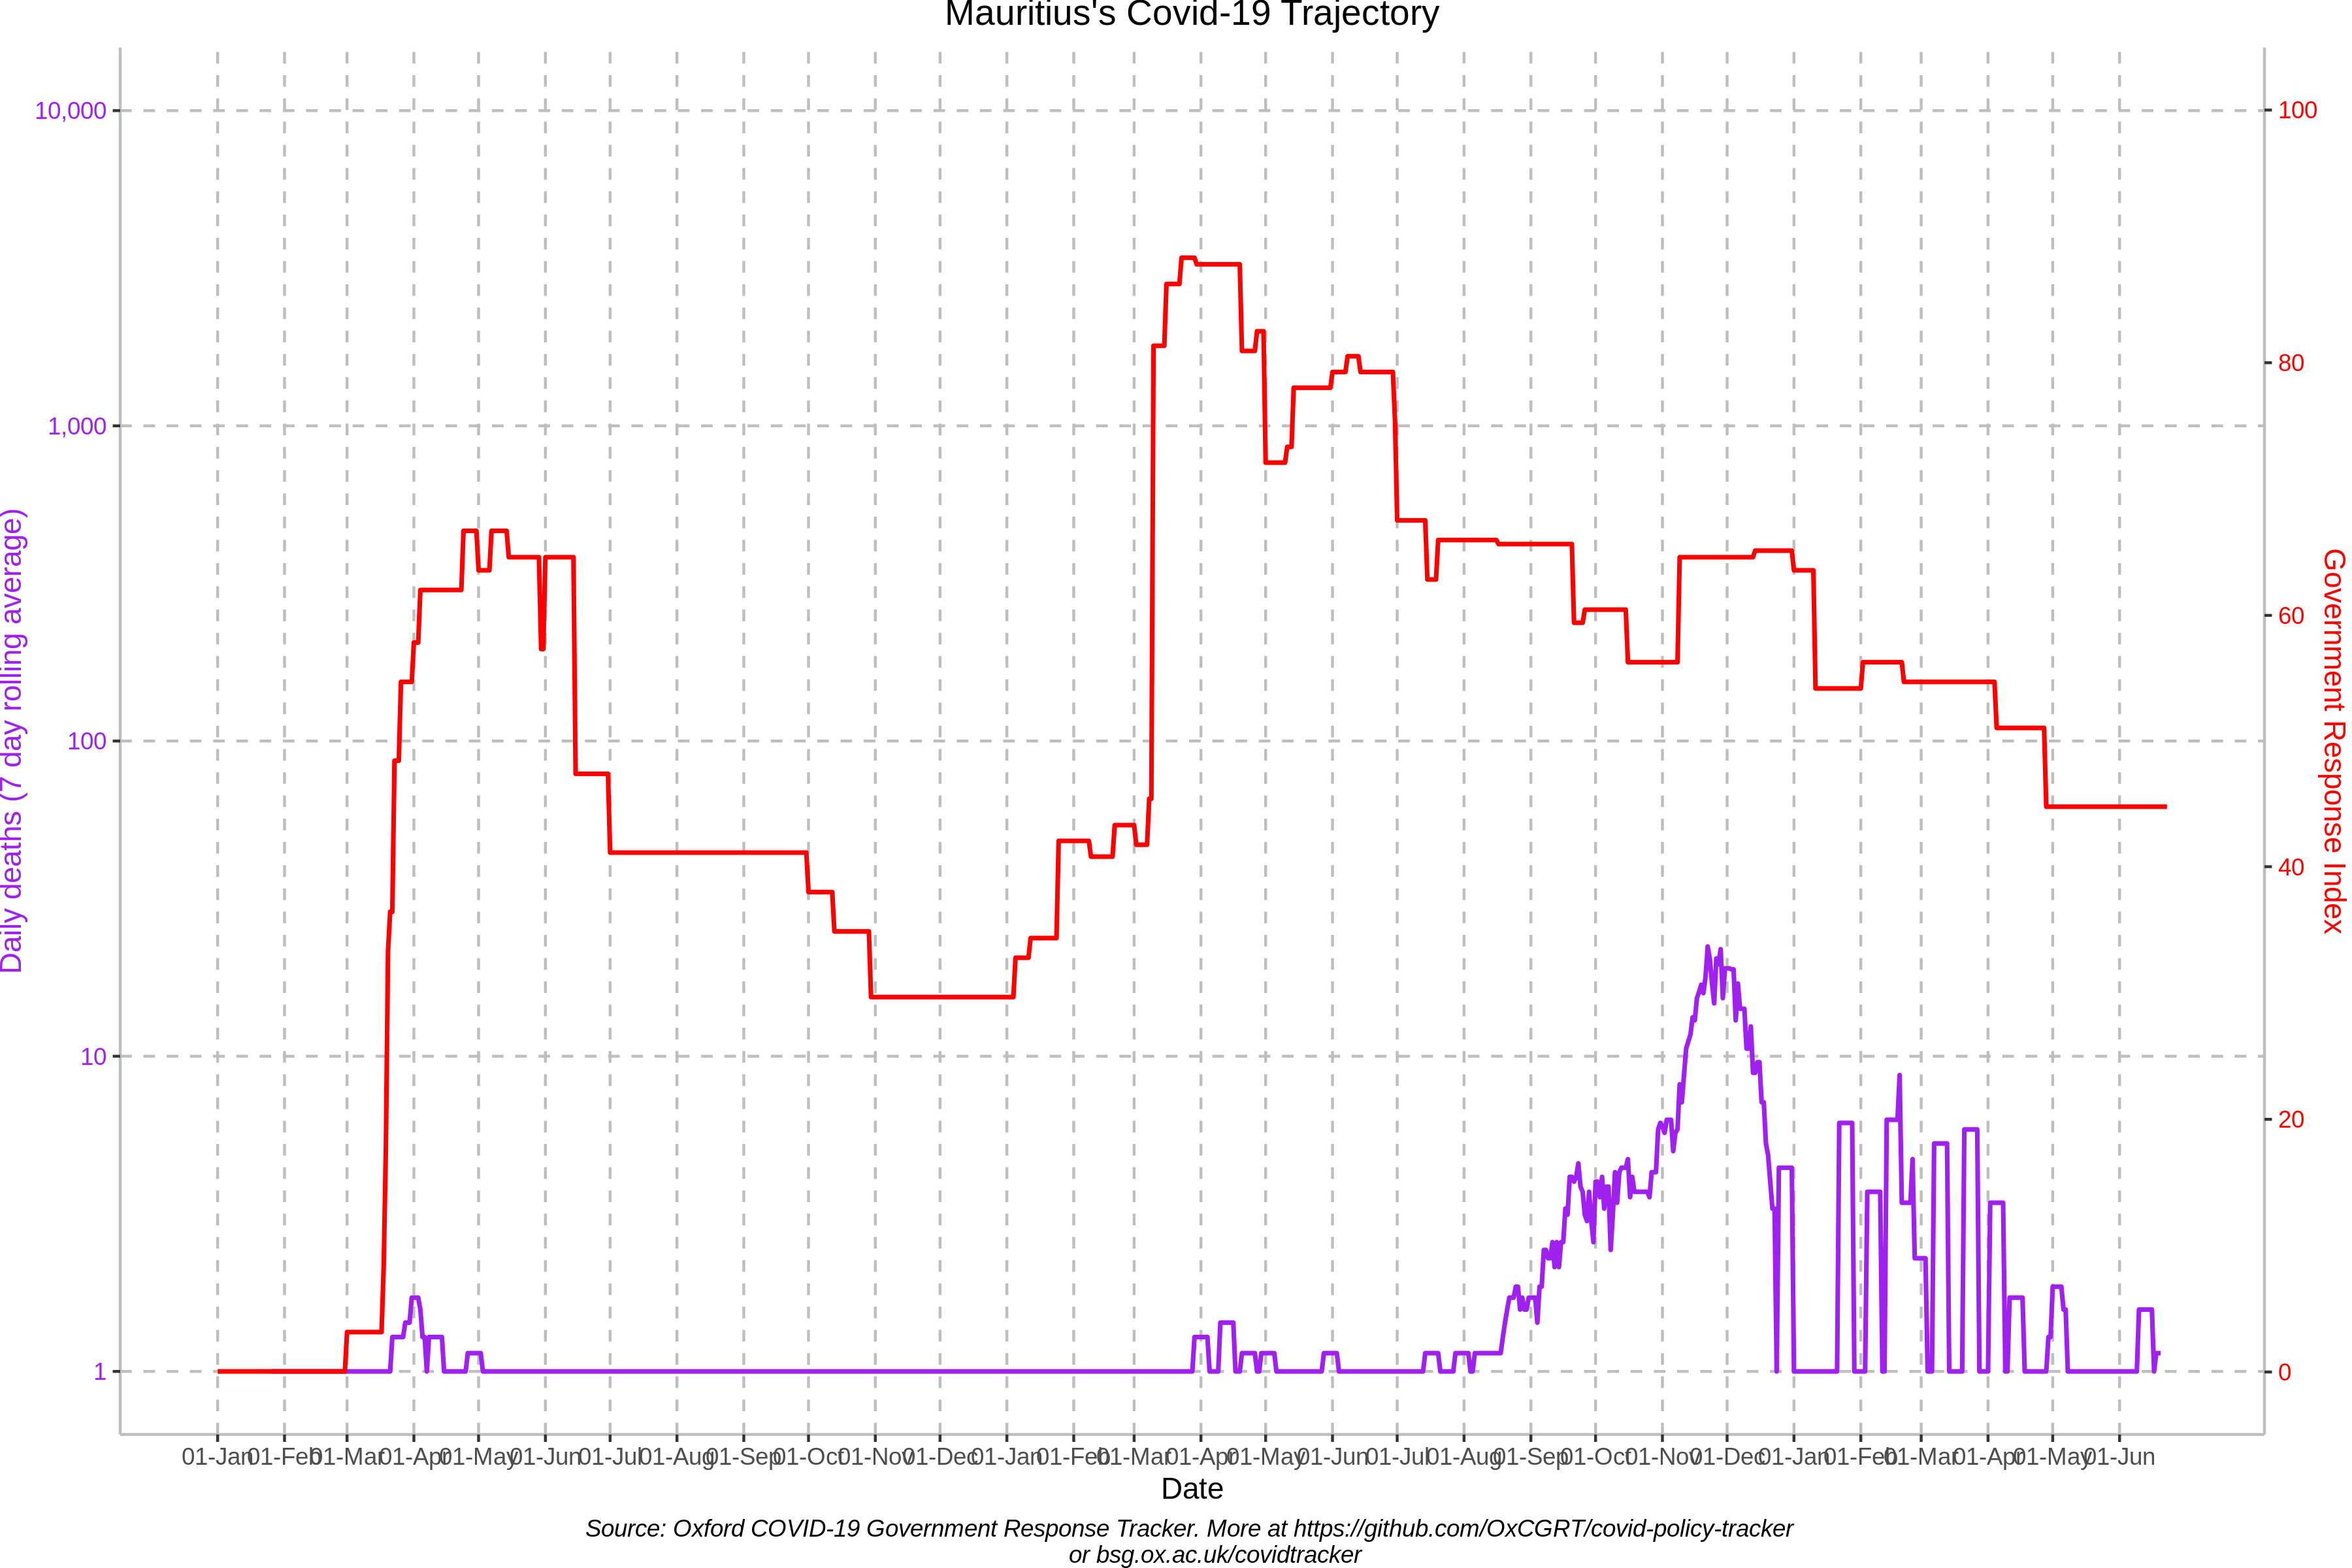 Mauritius's Covid-19 Trajectory
10,000
1,000
100
10
1
Daily deaths (7 day rolling average)
100
80
60
40
20
0
Government Response Index
01-Jan 01-Feb 01-Mar 01-Apr 01-May 01-Jun 01-Jul 01-Aug 01-Sep 01-Oct 01-Nov 01-Dec 01-Jan 01-Feb 01-Mar 01-Apr 01-May 01-Jun 01-Jul 01-Aug 01-Sep 01-Oct 01-Nov 01-Dec 01-Jan 01-Feb 01-Mar 01-Apr 01-May 01-Jun
Date
Source: Oxford COVID-19 Government Response Tracker. More at https://github.com/OxCGRT/covid-policy-tracker
or bsg.ox.ac.uk/covidtracker